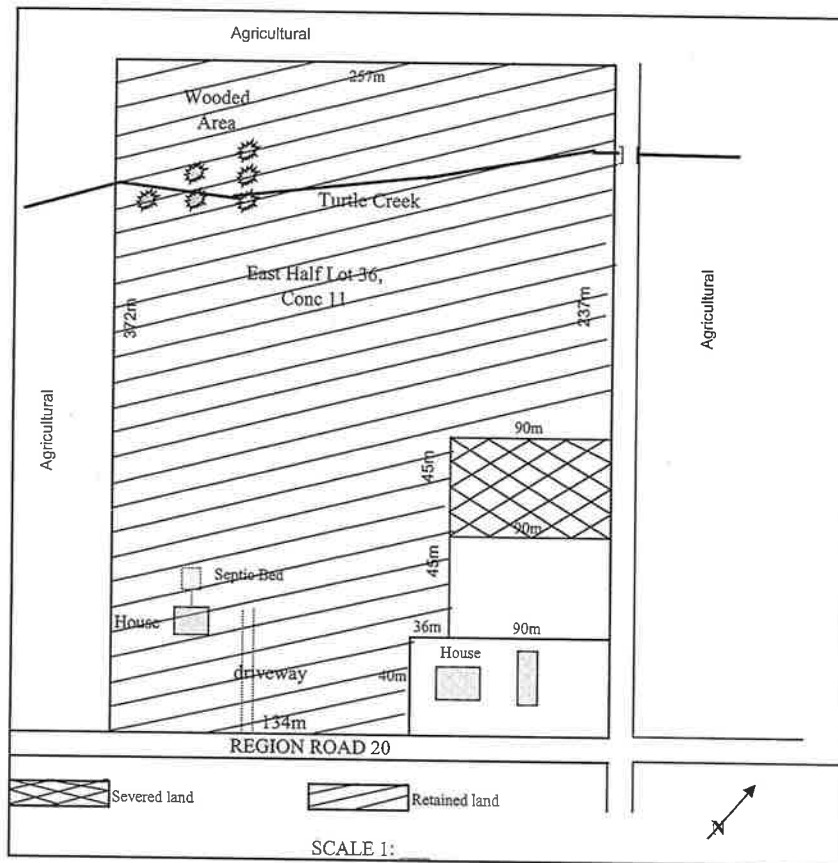 Agricultural
257m
Wooded
Area
Turtle Creek
East Half Lot 36,
Conc 11
372m
237m
Agricultural
Agricultural
90m
45m
90m
45m
Septic Bed
House
36m
90m
House
driveway
40m
134m
REGION ROAD 20
Severed land
Retained land
N
SCALE 1: ___